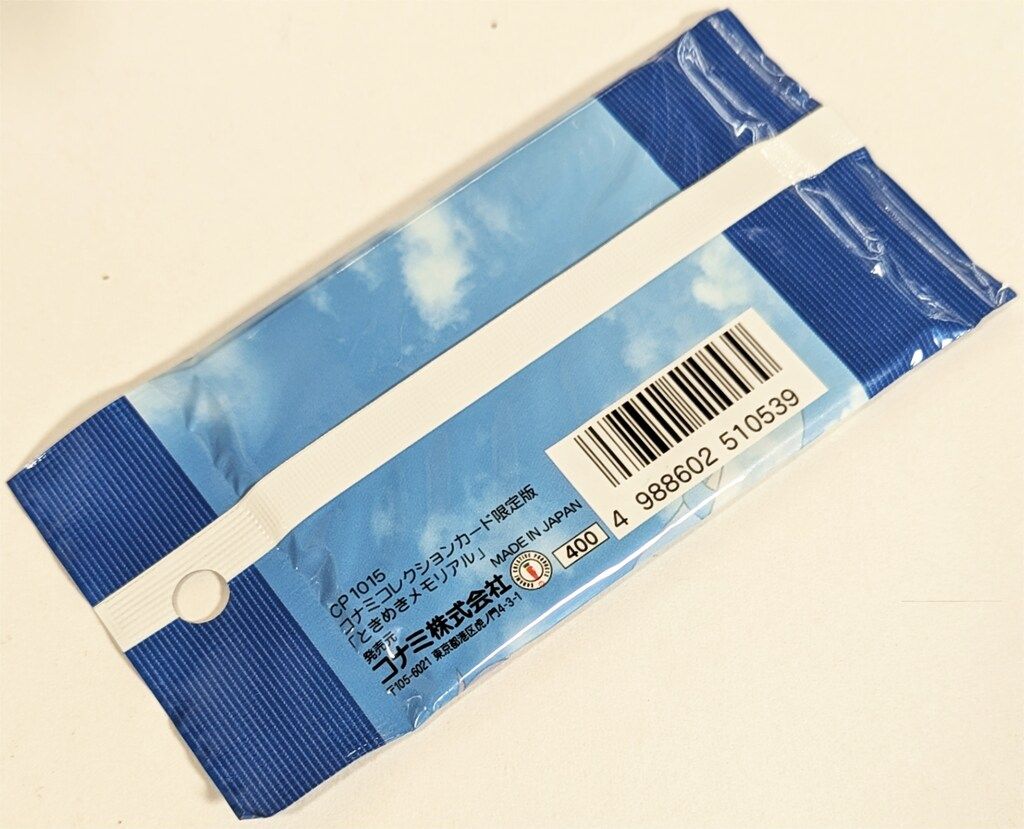 CP1015
コナミコレクションカード限定版
「ときめきメモリアル」
MADE IN JAPAN
発売元
コナミ株式会社
〒105-6021 東京都港区虎ノ門4-3-1
400
4 988602 510539